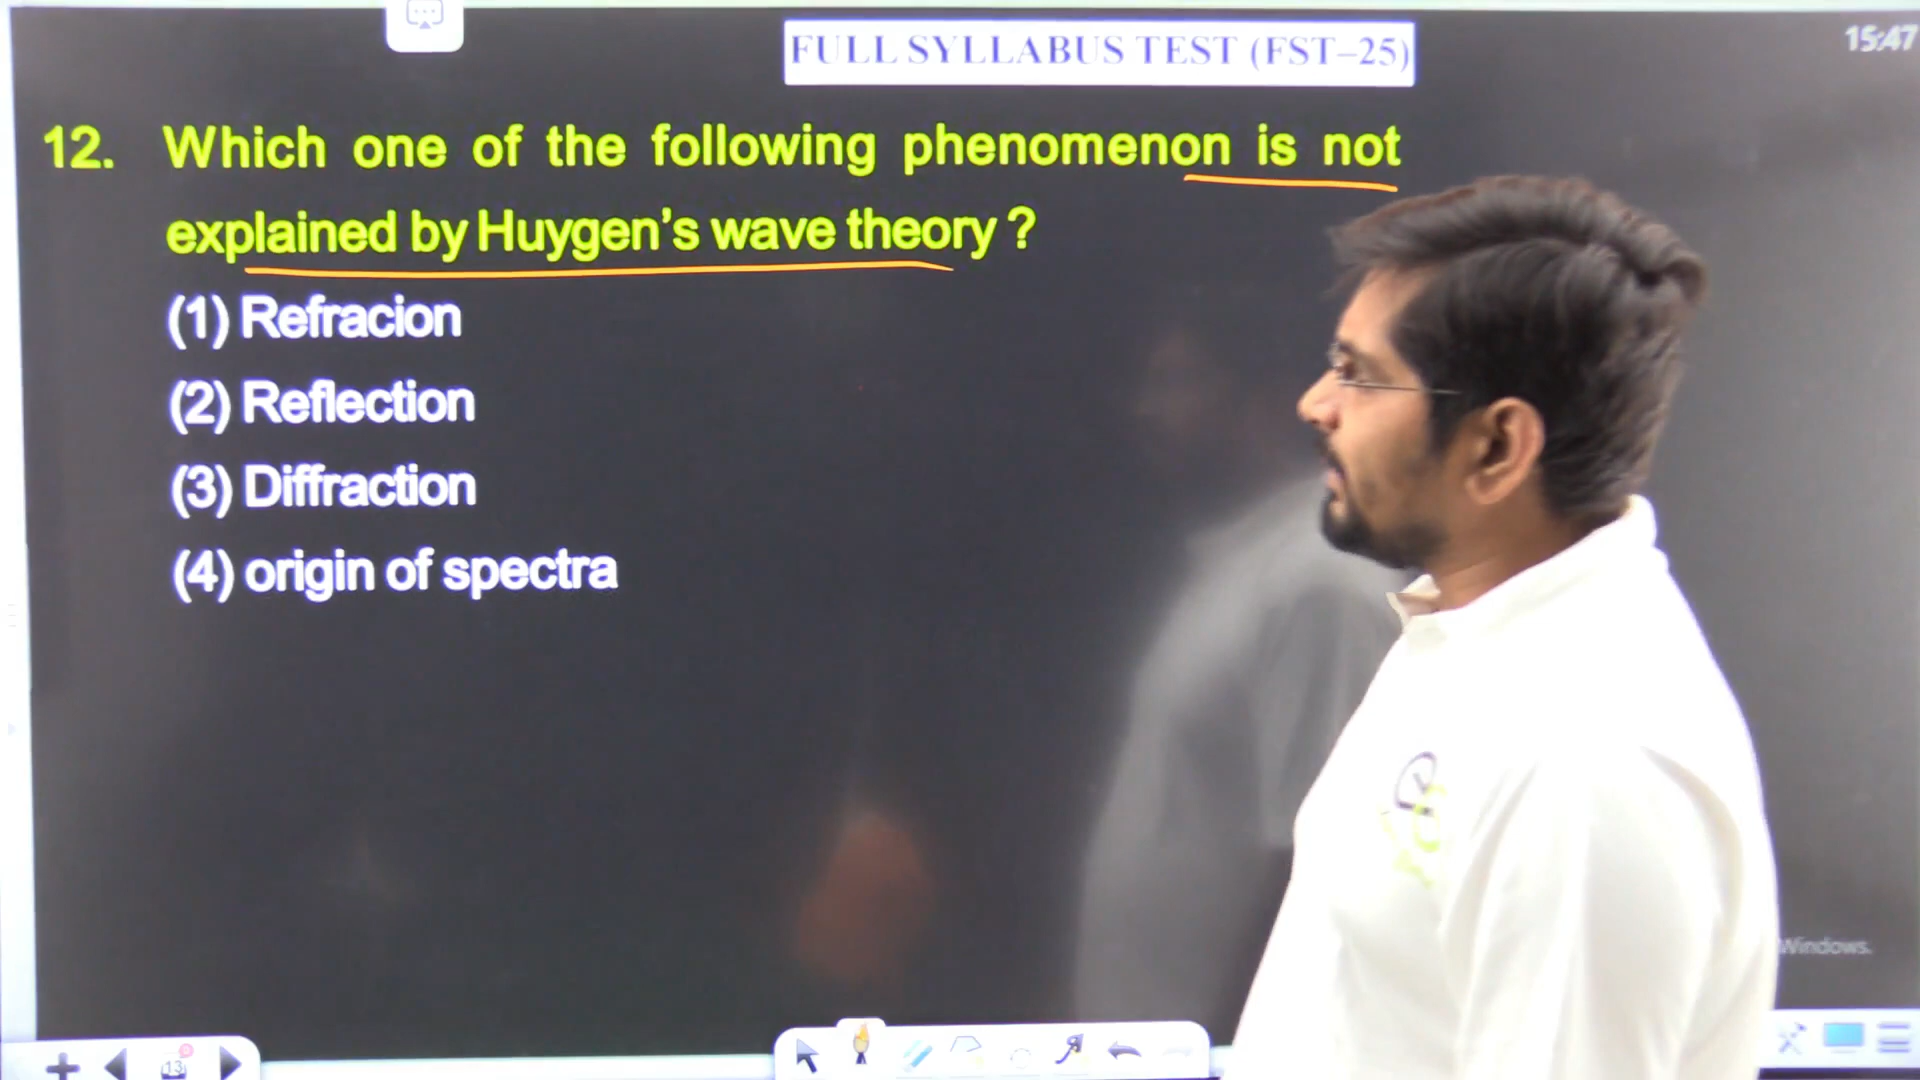 FULL SYLLABUS TEST (FST–25)
15:47
12. Which one of the following phenomenon is not
explained by Huygen's wave theory ?
(1) Refracion
(2) Reflection
(3) Diffraction
(4) origin of spectra
Windows.
13